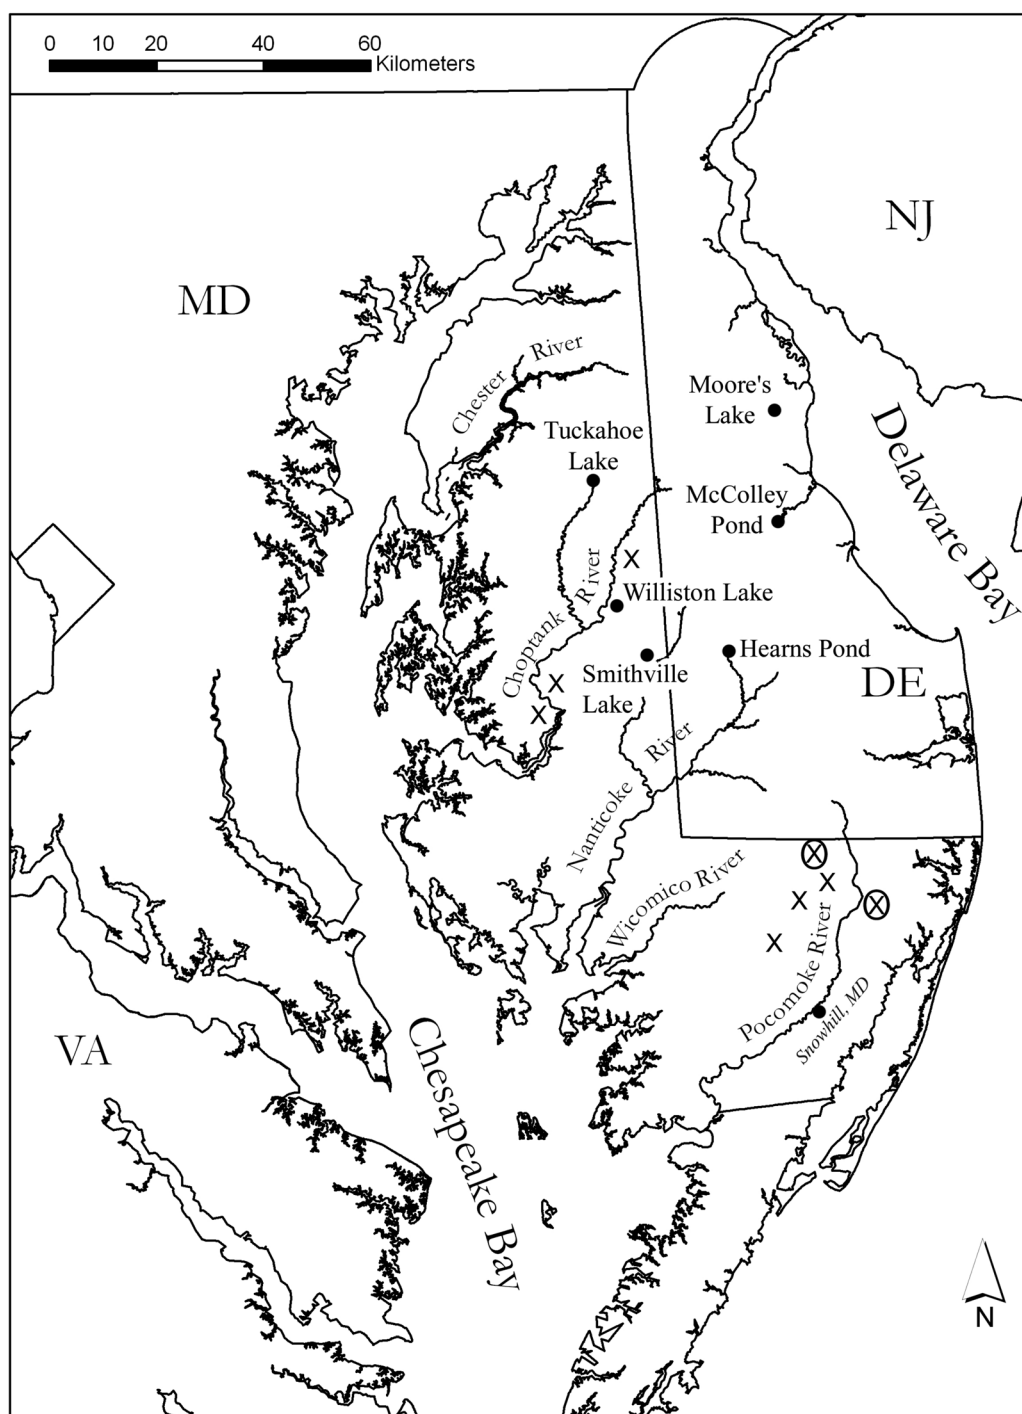 0 10 20 40 60
Kilometers
NJ
MD
Chester River
Moore's
Lake
Tuckahoe
Lake
Delaware Bay
McColley
Pond
Choptank River
Williston Lake
Hearns Pond
Smithville
Lake
DE
Nanticoke River
Wicomico River
X
X
X
X
X
X
X
X
Pocomoke River
Snowhill, MD
VA
Chesapeake Bay
N